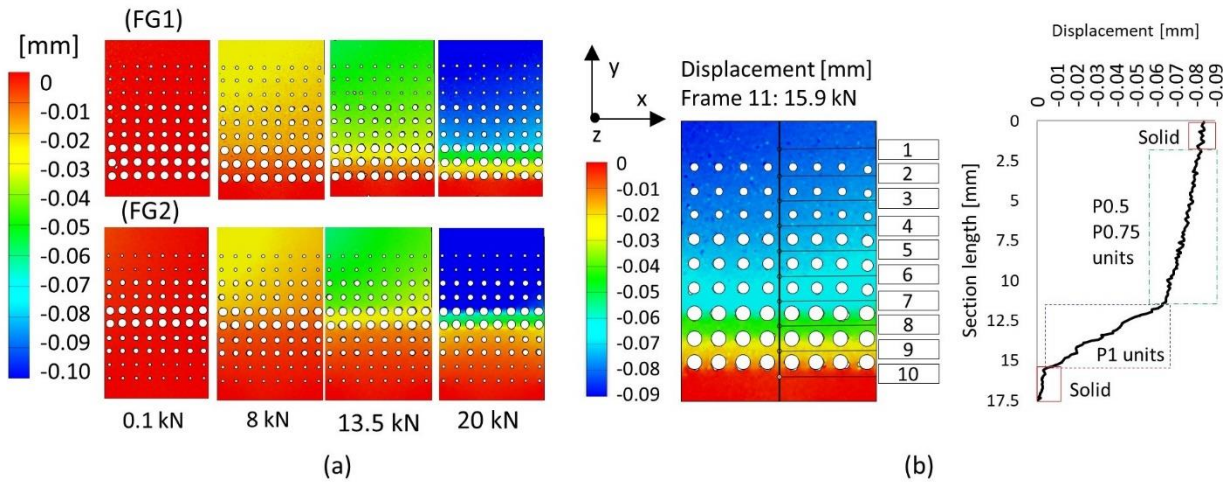 (FG1)
[mm]
0
-0.01
-0.02
-0.03
-0.04
-0.05
-0.06
-0.07
-0.08
-0.09
-0.10
(FG2)
0.1 kN
8 kN
13.5 kN
20 kN
(a)
y
x
z
Displacement [mm]
Frame 11: 15.9 kN
0
-0.01
-0.02
-0.03
-0.04
-0.05
-0.06
-0.07
-0.08
-0.09
1
2
3
4
5
6
7
8
9
10
Displacement [mm]
0
-0.01
-0.02
-0.03
-0.04
-0.05
-0.06
-0.07
-0.08
-0.09
Section length [mm]
0
2.5
5
7.5
10
12.5
15
17.5
Solid
P0.5
P0.75
units
P1 units
Solid
(b)